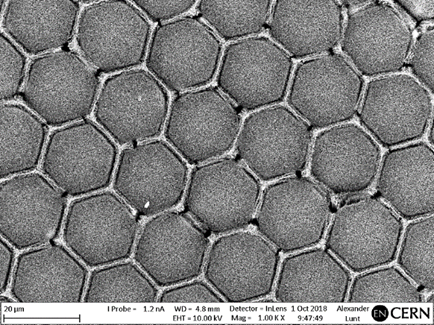 20 µm
I Probe = 1.2 nA WD = 4.8 mm Detector = InLens 1 Oct 2018 Alexander Lunt
EHT = 10.00 kV Mag = 1.00 K X 9:47:49
EN CERN